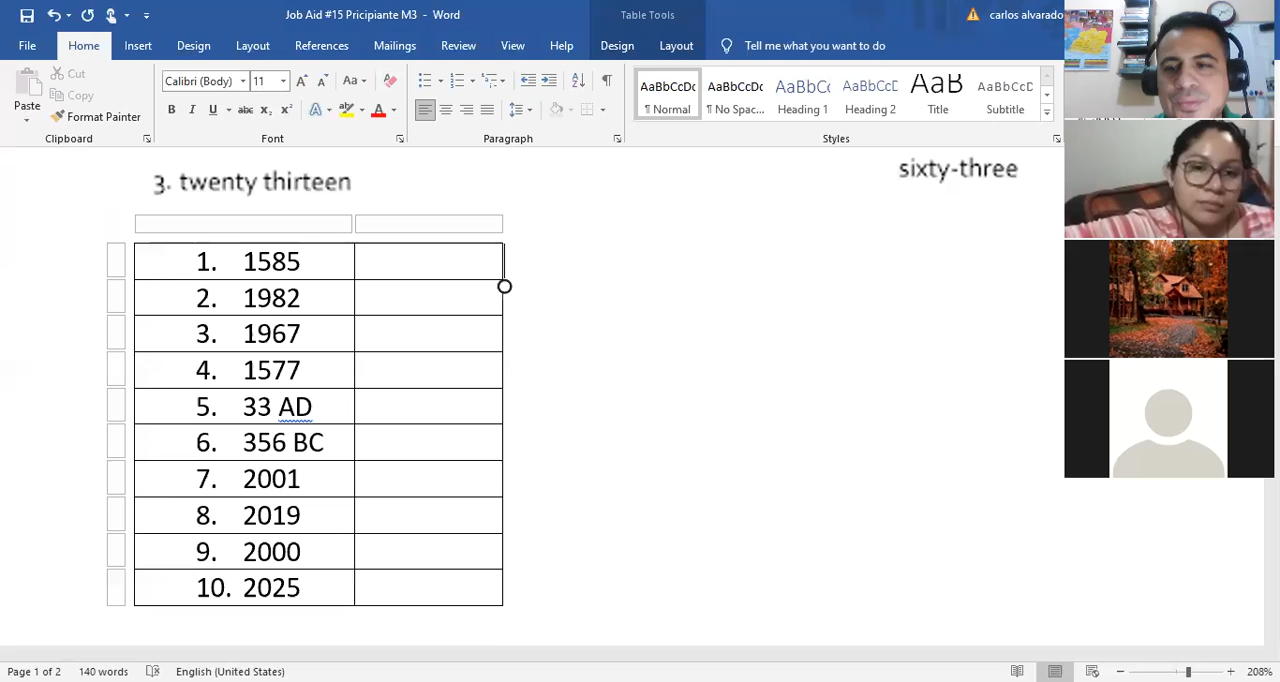 Job Aid #15 Pricipiante M3 - Word
Table Tools
carlos alvarado
File Home Insert Design Layout References Mailings Review View Help Design Layout Tell me what you want to do
Paste
Cut
Copy
Format Painter
Calibri (Body) 11
AaBbCcDc AaBbCcDc AaBbCc AaBbCcD AaB AaBbCcD
¶ Normal ¶ No Spac... Heading 1 Heading 2 Title Subtitle
Clipboard Font Paragraph Styles
sixty-three
3. twenty thirteen
1. 1585
2. 1982
3. 1967
4. 1577
5. 33 AD
6. 356 BC
7. 2001
8. 2019
9. 2000
10. 2025
Page 1 of 2 140 words English (United States) 208%